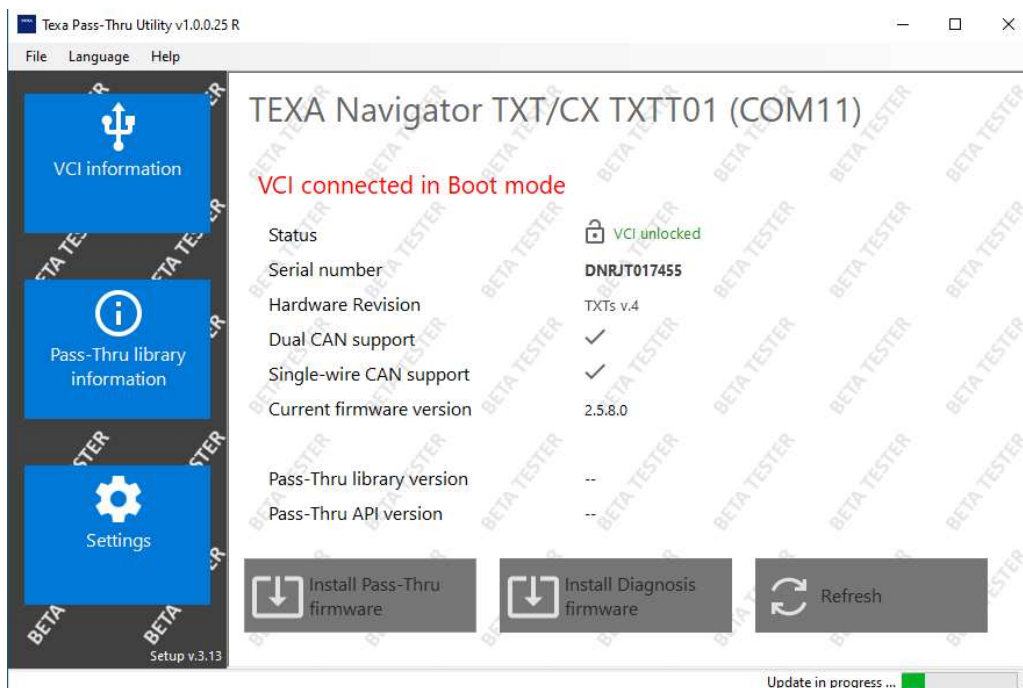 TEXA
Texa Pass-Thru Utility v1.0.0.25 R
File Language Help
VCI information
Pass-Thru library
information
Settings
Setup v.3.13
TEXA Navigator TXT/CX TXTT01 (COM11)
VCI connected in Boot mode
Status VCI unlocked
Serial number DNRJT017455
Hardware Revision TXTs v.4
Dual CAN support
Single-wire CAN support
Current firmware version 2.5.8.0
Pass-Thru library version --
Pass-Thru API version --
Install Pass-Thru
firmware
Install Diagnosis
firmware
Refresh
Update in progress ...
BETA TESTER